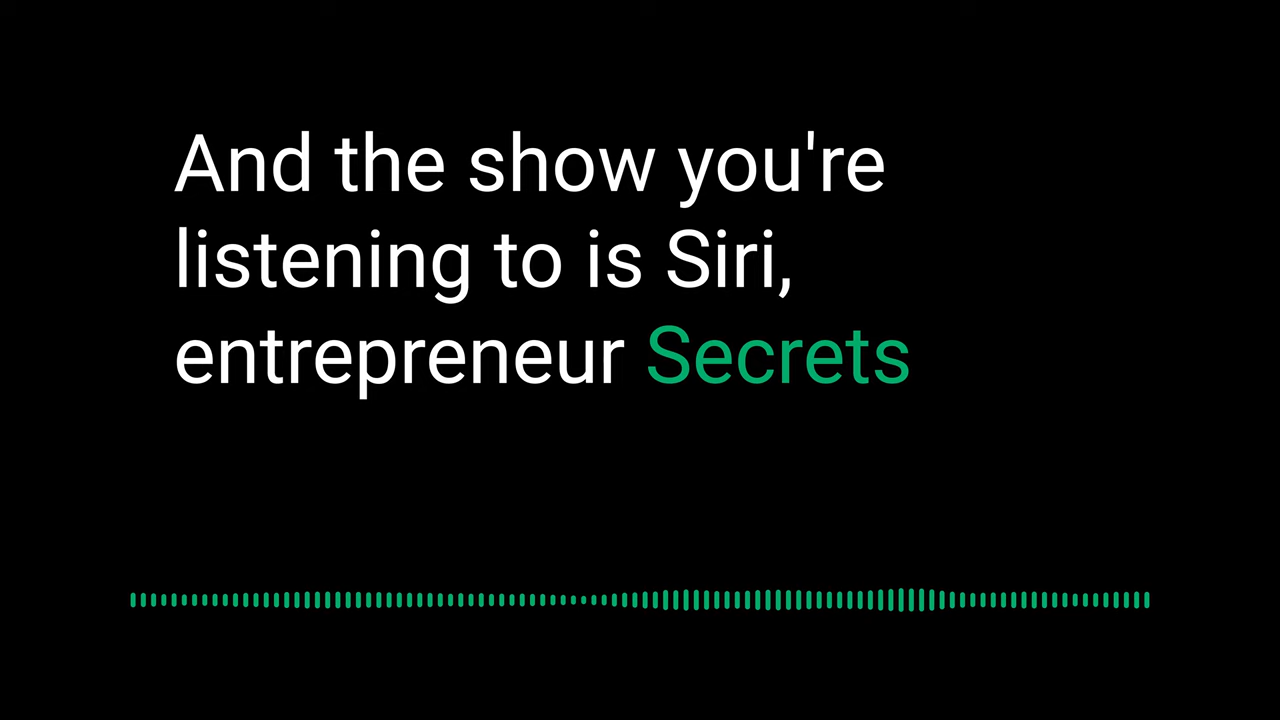 And the show you're
listening to is Siri,
entrepreneur Secrets